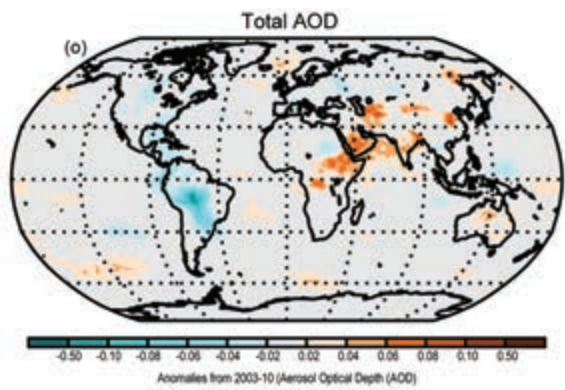 Total AOD
(o)
-0.50 -0.10 -0.08 -0.06 -0.04 -0.02 0.02 0.04 0.06 0.08 0.10 0.50
Anomalies from 2003-10 (Aerosol Optical Depth (AOD)